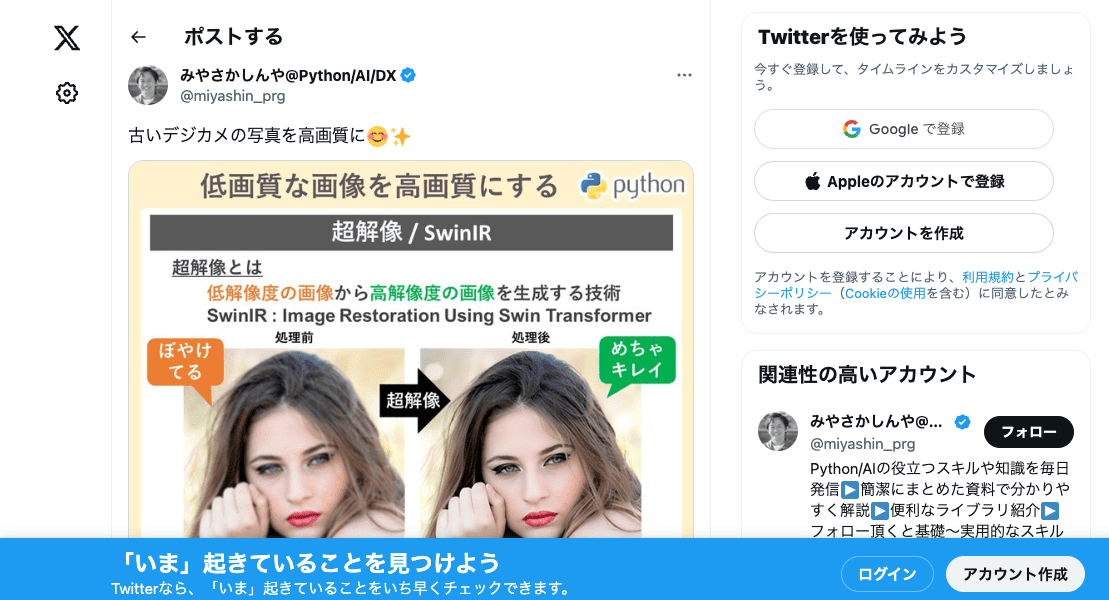 ポストする
みやさかしんや@Python/AI/DX
@miyashin_prg
古いデジカメの写真を高画質に😊✨
低画質な画像を高画質にする
python
超解像 / SwinIR
超解像とは
低解像度の画像から高解像度の画像を生成する技術
SwinIR : Image Restoration Using Swin Transformer
処理前
処理後
ぼやけ
てる
超解像
めちゃ
キレイ
Twitterを使ってみよう
今すぐ登録して、タイムラインをカスタマイズしましょ
う。
Google で登録
Appleのアカウントで登録
アカウントを作成
アカウントを登録することにより、利用規約とプライバ
シーポリシー（Cookieの使用を含む）に同意したとみ
なされます。
関連性の高いアカウント
みやさかしんや@...
@miyashin_prg
フォロー
Python/AIの役立つスキルや知識を毎日
発信▶️簡潔にまとめた資料で分かりや
すく解説▶️便利なライブラリ紹介▶️
フォロー頂くと基礎〜実用的なスキル
「いま」起きていることを見つけよう
Twitterなら、「いま」起きていることをいち早くチェックできます。
ログイン
アカウント作成